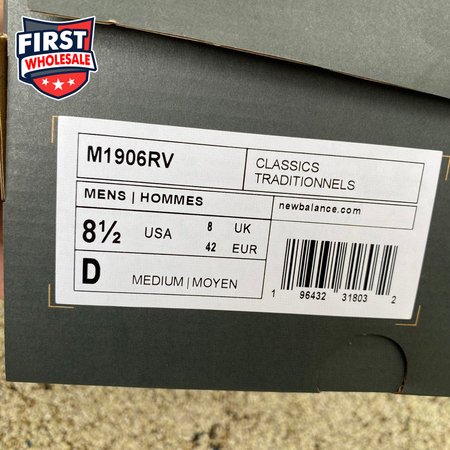 FIRST
WHOLESALE
M1906RV
CLASSICS
TRADITIONNELS
MENS | HOMMES
newbalance.com
8½ USA 8 UK
42 EUR
D MEDIUM | MOYEN
1 96432 31803 2